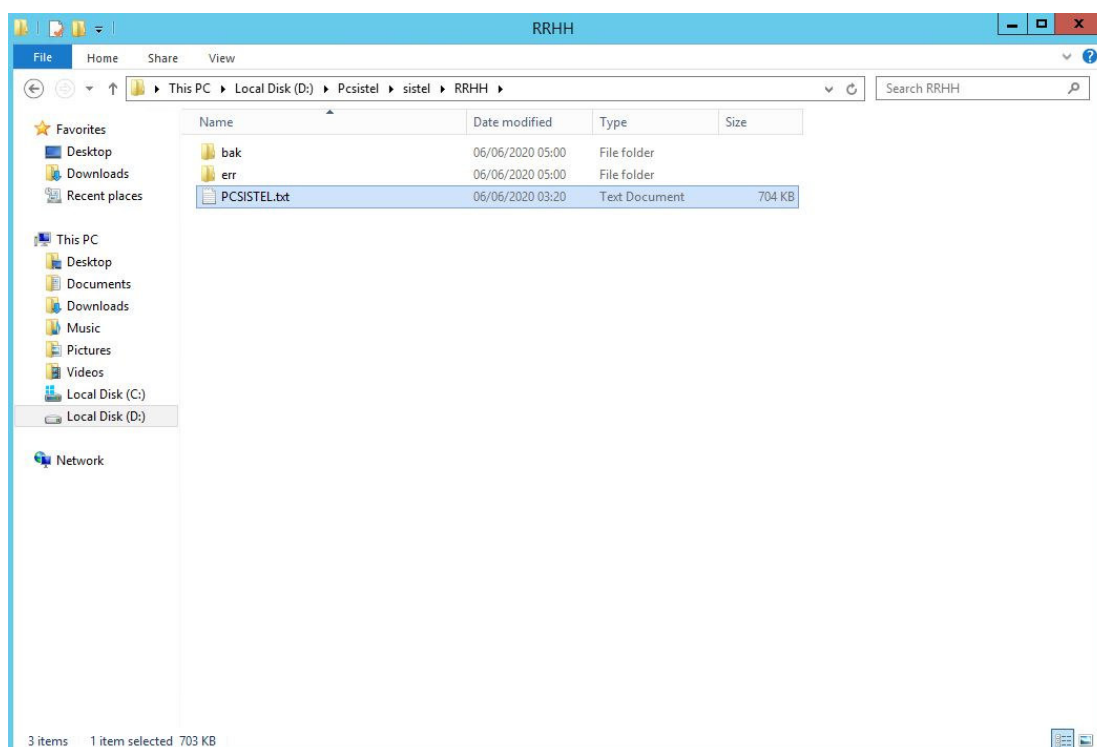 RRHH
File Home Share View
This PC Local Disk (D:) Pcsistel sistel RRHH
Search RRHH
Name Date modified Type Size
Favorites
Desktop
Downloads
Recent places
This PC
Desktop
Documents
Downloads
Music
Pictures
Videos
Local Disk (C:)
Local Disk (D:)
Network
bak 06/06/2020 05:00 File folder
err 06/06/2020 05:00 File folder
PCSISTEL.txt 06/06/2020 03:20 Text Document 704 KB
3 items 1 item selected 703 KB